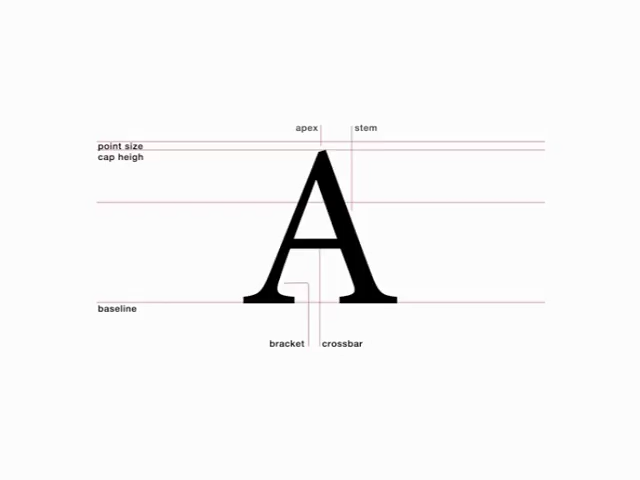 apex stem
point size
cap heigh
A
baseline
bracket crossbar